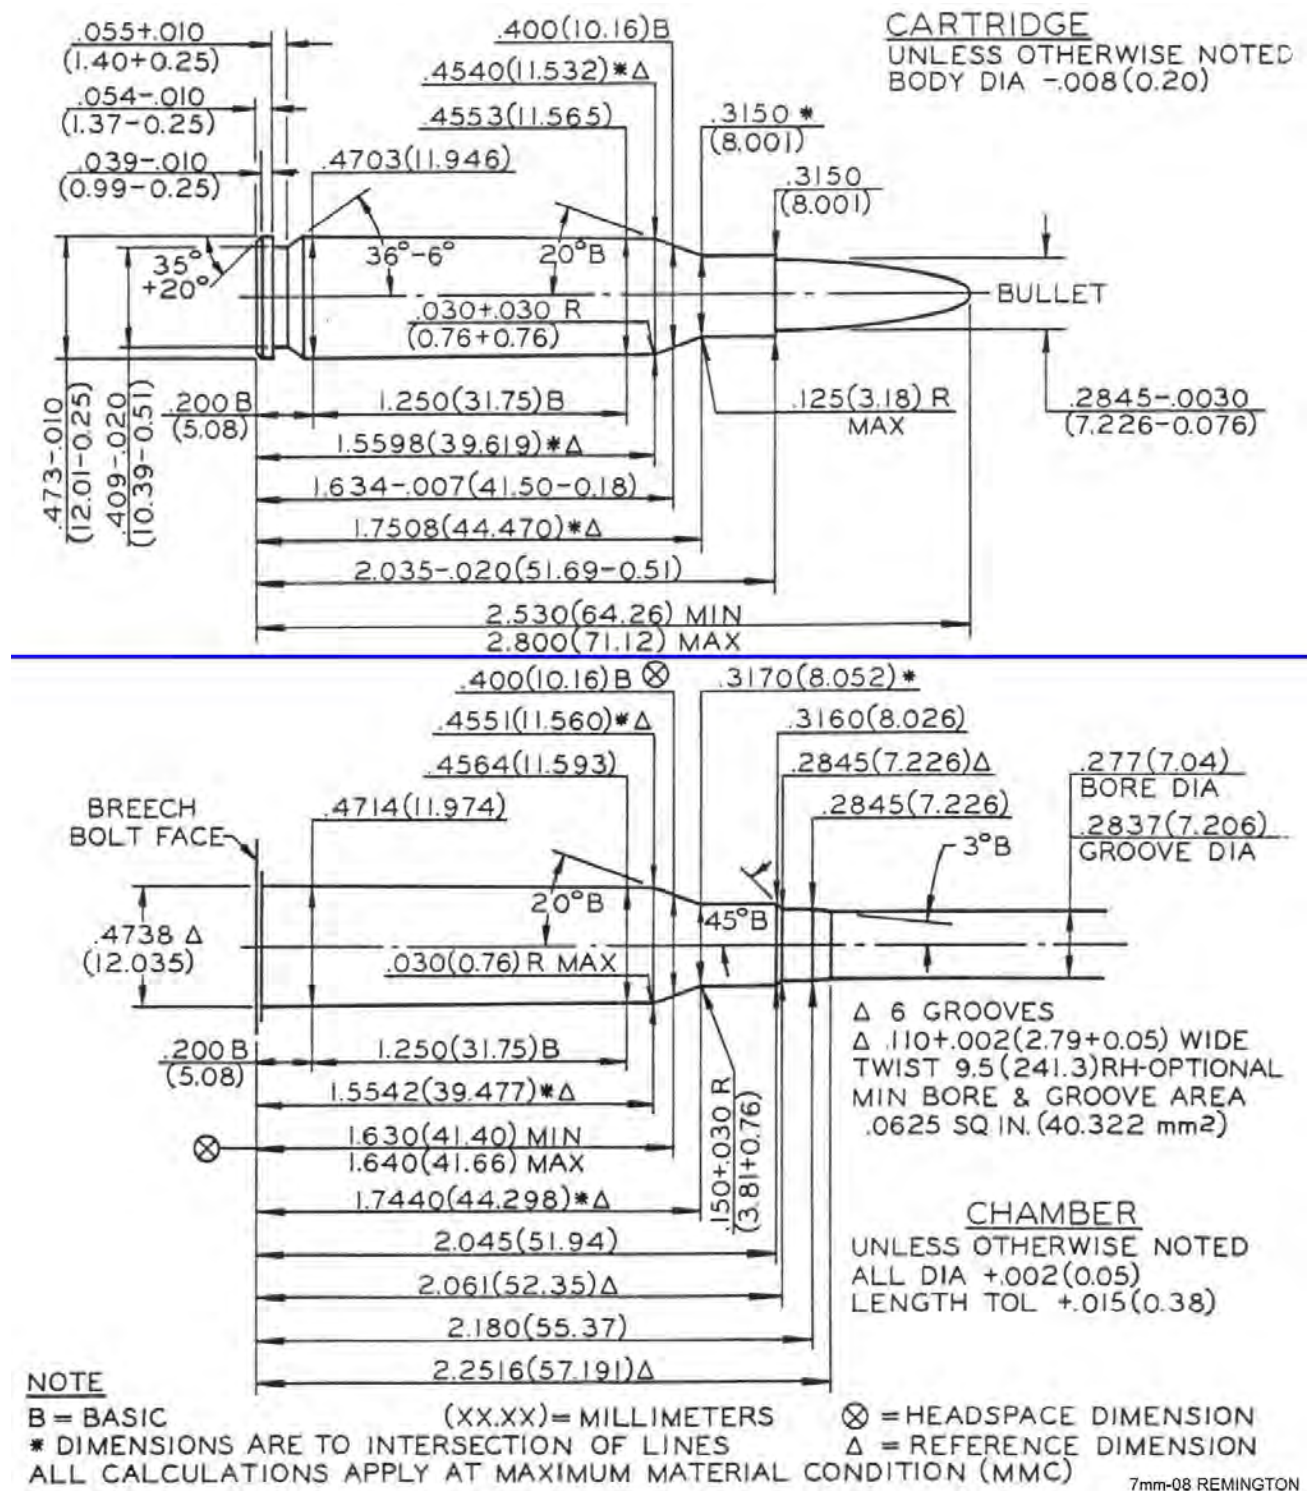 .055+.010
(1.40+0.25)
.054-.010
(1.37-0.25)
.039-.010
(0.99-0.25)
.400(10.16)B
.4540(11.532)*Δ
.4553(11.565)
.4703(11.946)
CARTRIDGE
UNLESS OTHERWISE NOTED
BODY DIA -.008(0.20)
.3150 *
(8.001)
.3150
(8.001)
35°
+20°
36°-6°
20°B
BULLET
.030+.030 R
(0.76+0.76)
.473-.010
(12.01-0.25)
.409-.020
(10.39-0.51)
.200 B
(5.08)
1.250(31.75)B
.125(3.18) R
MAX
.2845-.0030
(7.226-0.076)
1.5598(39.619)*Δ
1.634-.007(41.50-0.18)
1.7508(44.470)*Δ
2.035-.020(51.69-0.51)
2.530(64.26) MIN
2.800(71.12) MAX
.400(10.16)B ⊗
.4551(11.560)*Δ
.4564(11.593)
.4714(11.974)
.3170(8.052)*
.3160(8.026)
.2845(7.226)Δ
.2845(7.226)
.277(7.04)
BORE DIA
.2837(7.206)
GROOVE DIA
BREECH
BOLT FACE
3°B
20°B
45°B
.4738 Δ
(12.035)
.030(0.76) R MAX
.200 B
(5.08)
1.250(31.75)B
1.5542(39.477)*Δ
⊗
1.630(41.40) MIN
1.640(41.66) MAX
1.7440(44.298)*Δ
.150+.030 R
(3.81+0.76)
2.045(51.94)
2.061(52.35)Δ
2.180(55.37)
2.2516(57.191)Δ
Δ 6 GROOVES
Δ .110+.002(2.79+0.05) WIDE
TWIST 9.5(241.3)RH-OPTIONAL
MIN BORE & GROOVE AREA
.0625 SQ IN.(40.322 mm2)
CHAMBER
UNLESS OTHERWISE NOTED
ALL DIA +.002(0.05)
LENGTH TOL +.015(0.38)
NOTE
B = BASIC (XX.XX)= MILLIMETERS ⊗ =HEADSPACE DIMENSION
* DIMENSIONS ARE TO INTERSECTION OF LINES Δ = REFERENCE DIMENSION
ALL CALCULATIONS APPLY AT MAXIMUM MATERIAL CONDITION (MMC)
7mm-08 REMINGTON